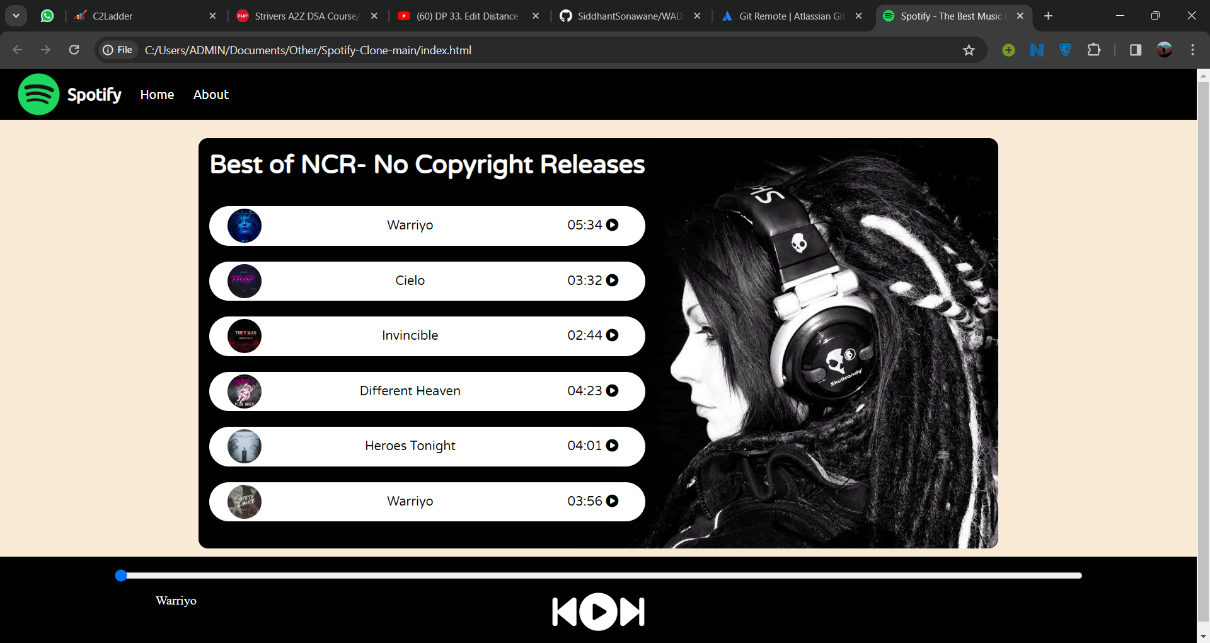 C2Ladder
Strivers A2Z DSA Course/
(60) DP 33. Edit Distance
SiddhantSonawane/WAD
Git Remote | Atlassian Git
Spotify - The Best Music
File
C:/Users/ADMIN/Documents/Other/Spotify-Clone-main/index.html
Spotify
Home
About
Best of NCR- No Copyright Releases
Warriyo
05:34
Cielo
03:32
Invincible
02:44
Different Heaven
04:23
Heroes Tonight
04:01
Warriyo
03:56
Skullcandy
Warriyo